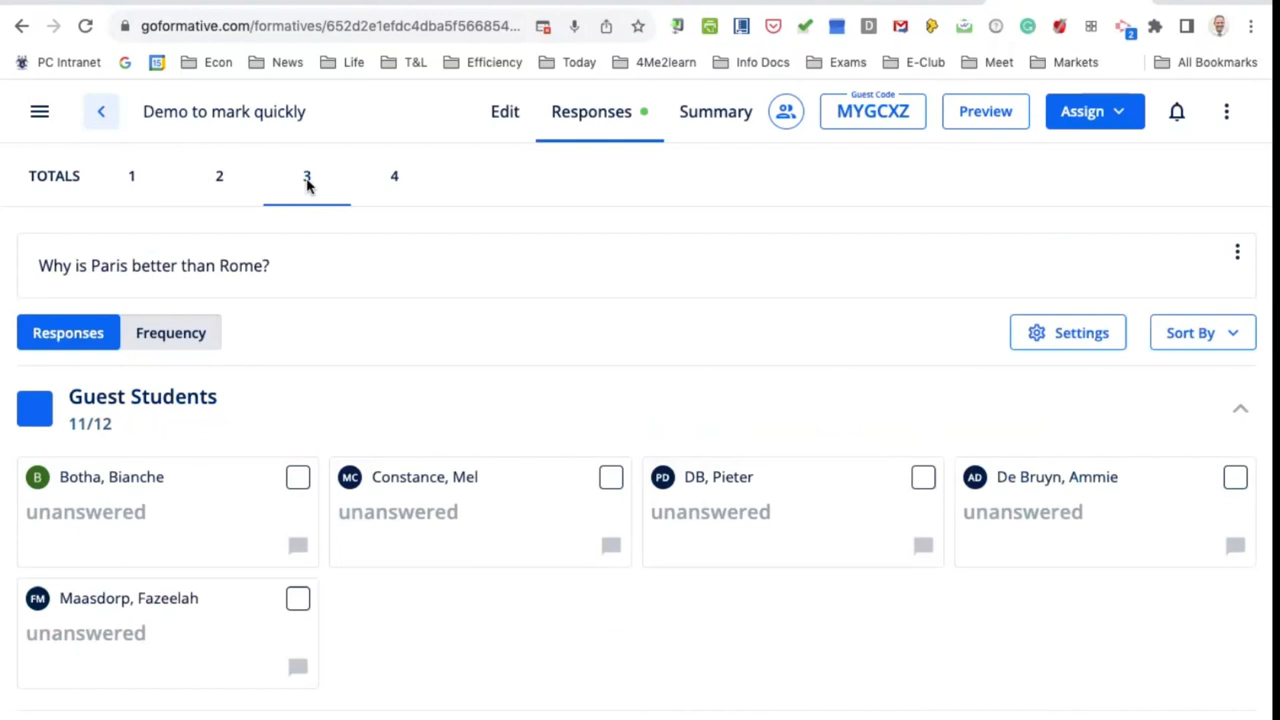 goformative.com/formatives/652d2e1efdc4dba5f566854...
D
2
PC Intranet
15
Econ
News
Life
T&L
Efficiency
Today
4Me2learn
Info Docs
Exams
E-Club
Meet
Markets
All Bookmarks
Demo to mark quickly
Edit
Responses
Summary
Guest Code
MYGCXZ
Preview
Assign
TOTALS
1
2
3
4
Why is Paris better than Rome?
Responses
Frequency
Settings
Sort By
Guest Students
11/12
B
Botha, Bianche
unanswered
MC
Constance, Mel
unanswered
PD
DB, Pieter
unanswered
AD
De Bruyn, Ammie
unanswered
FM
Maasdorp, Fazeelah
unanswered